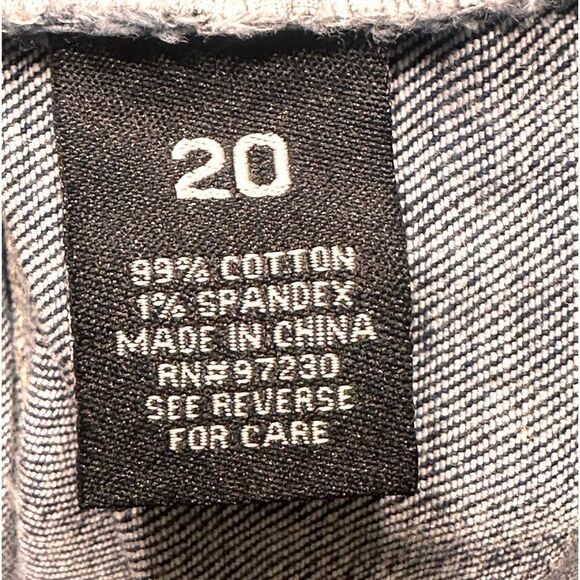 20
99% COTTON
1% SPANDEX
MADE IN CHINA
RN#97230
SEE REVERSE
FOR CARE